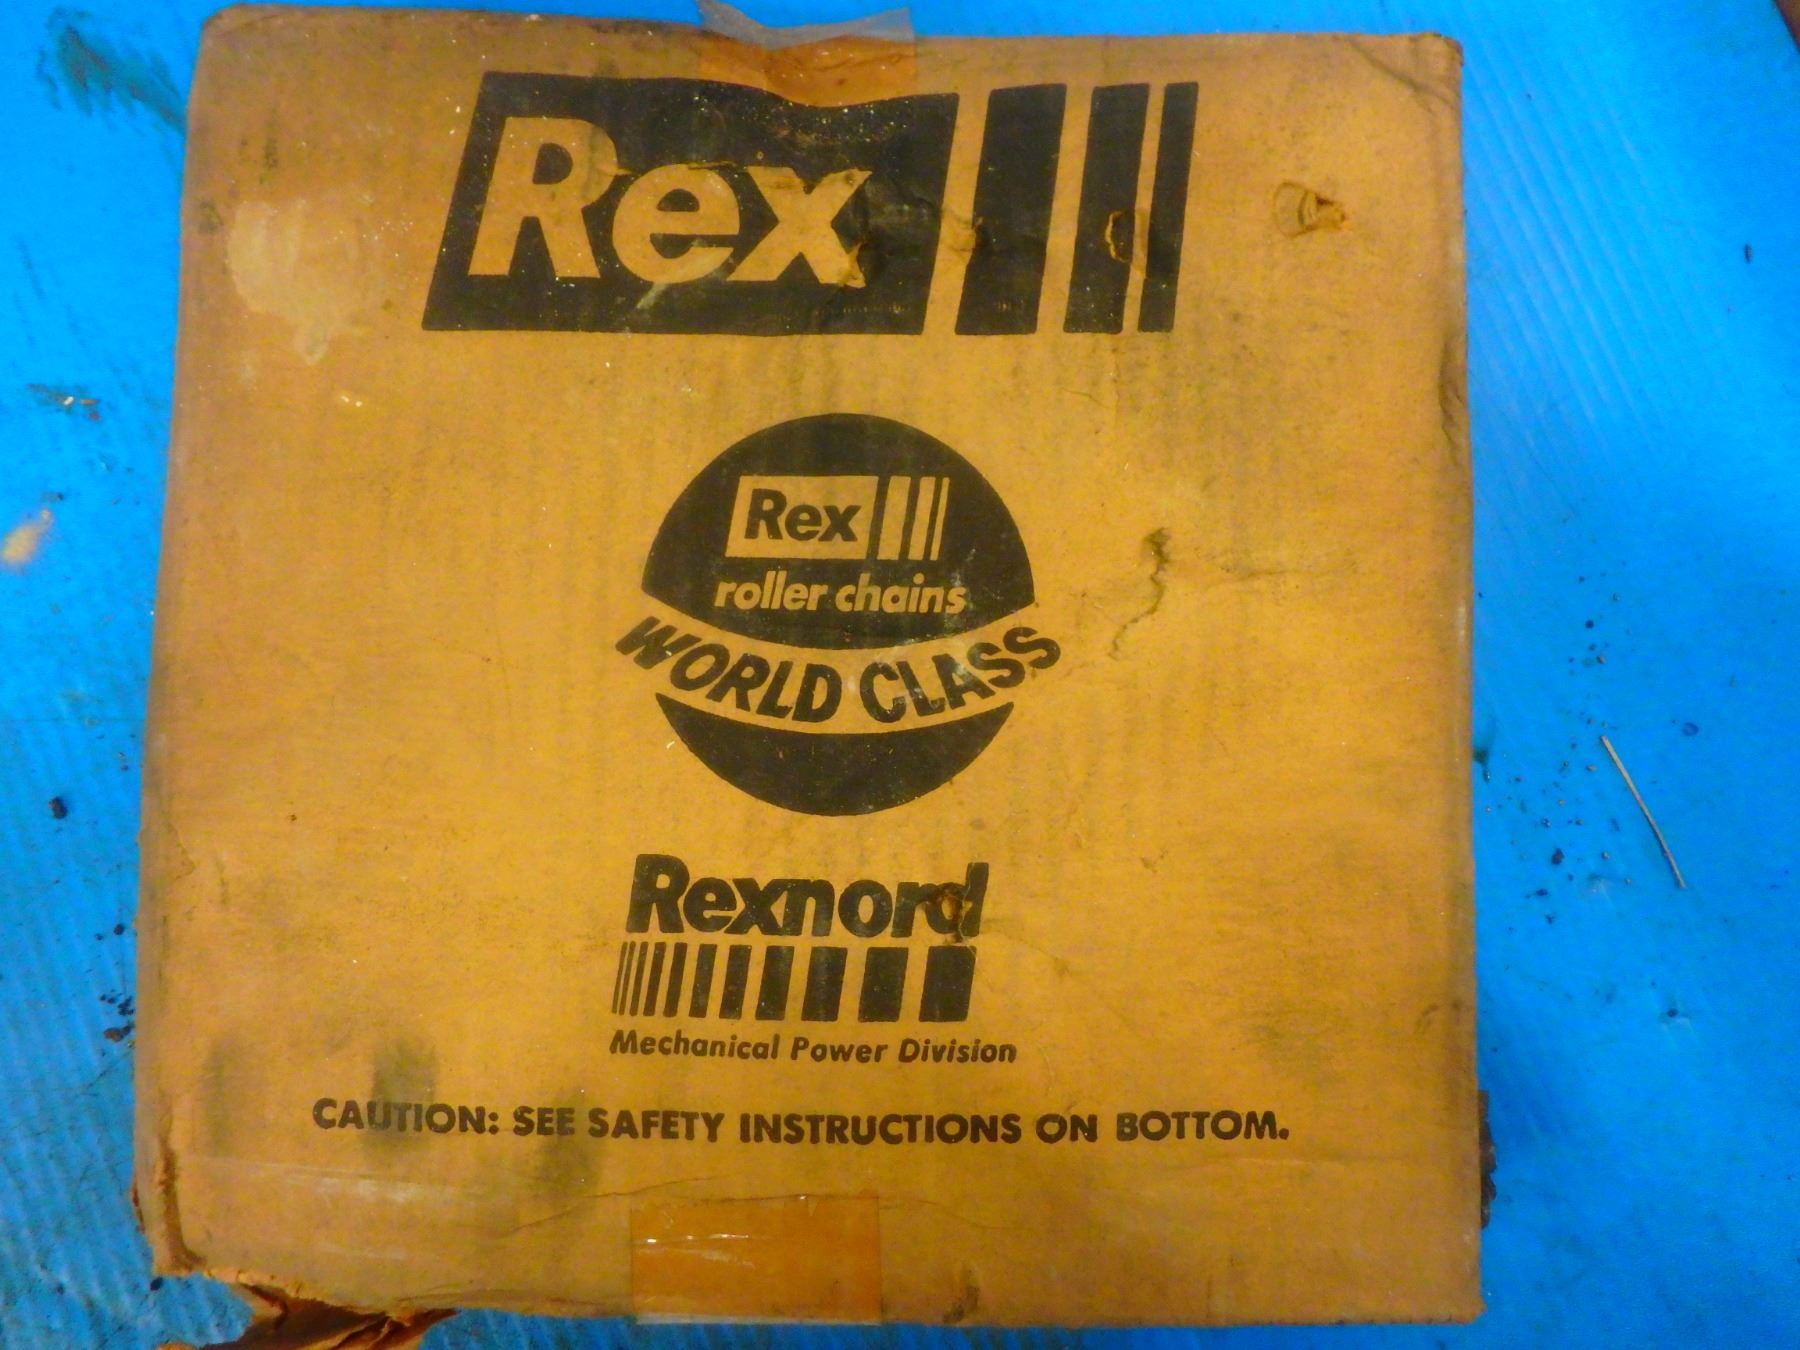 Rex
Rex
roller chains
WORLD CLASS
Rexnord
Mechanical Power Division
CAUTION: SEE SAFETY INSTRUCTIONS ON BOTTOM.